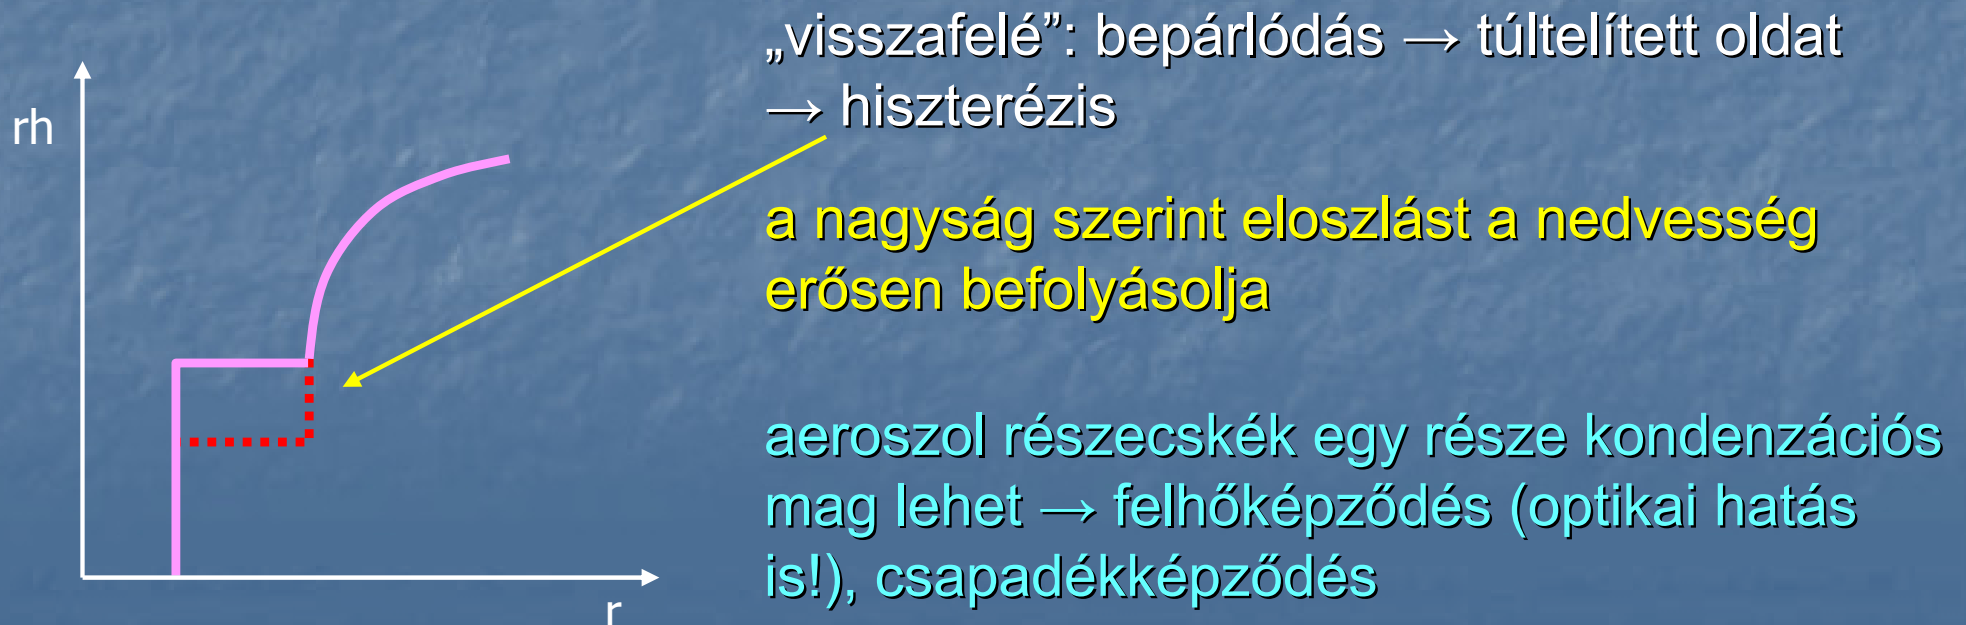 „visszafelé”: bepárlódás → túltelített oldat
→ hiszterézis
rh
a nagyság szerint eloszlást a nedvesség
erősen befolyásolja
aeroszol részecskék egy része kondenzációs
mag lehet → felhőképződés (optikai hatás
is!), csapadékképződés
r